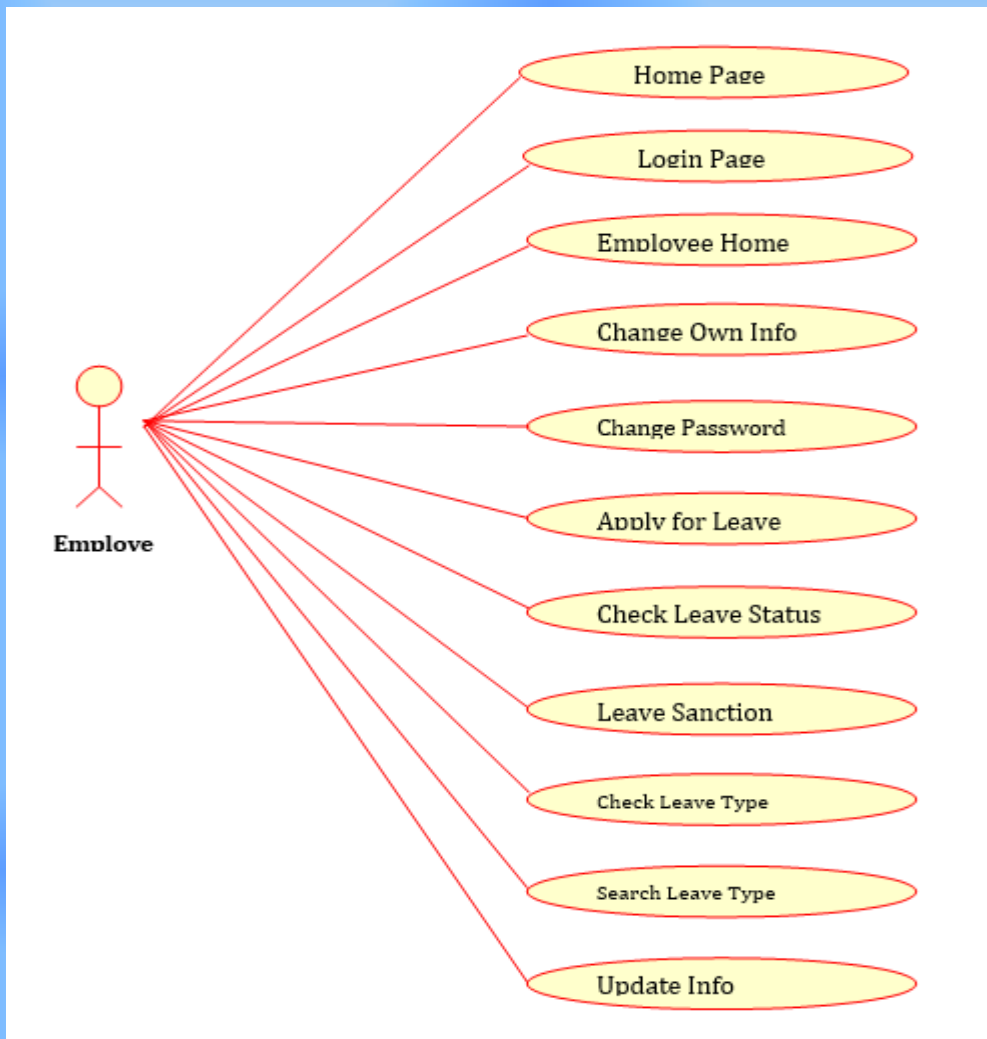 Home Page
Login Page
Employee Home
Change Own Info
Change Password
Apply for Leave
Employe
Check Leave Status
Leave Sanction
Check Leave Type
Search Leave Type
Update Info